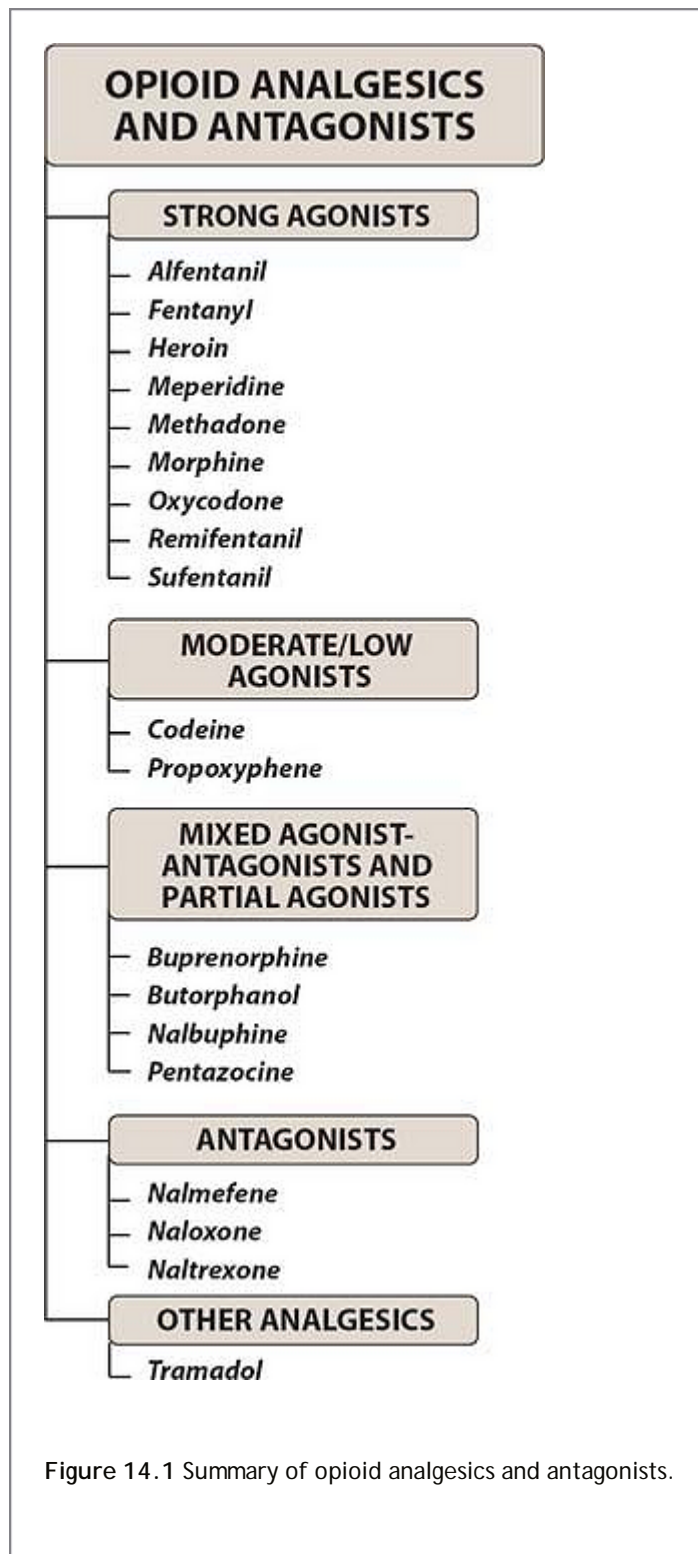 OPIOID ANALGESICS
AND ANTAGONISTS
STRONG AGONISTS
Alfentanil
Fentanyl
Heroin
Meperidine
Methadone
Morphine
Oxycodone
Remifentanil
Sufentanil
MODERATE/LOW
AGONISTS
Codeine
Propoxyphene
MIXED AGONIST-
ANTAGONISTS AND
PARTIAL AGONISTS
Buprenorphine
Butorphanol
Nalbuphine
Pentazocine
ANTAGONISTS
Nalmefene
Naloxone
Naltrexone
OTHER ANALGESICS
Tramadol
Figure 14.1 Summary of opioid analgesics and antagonists.